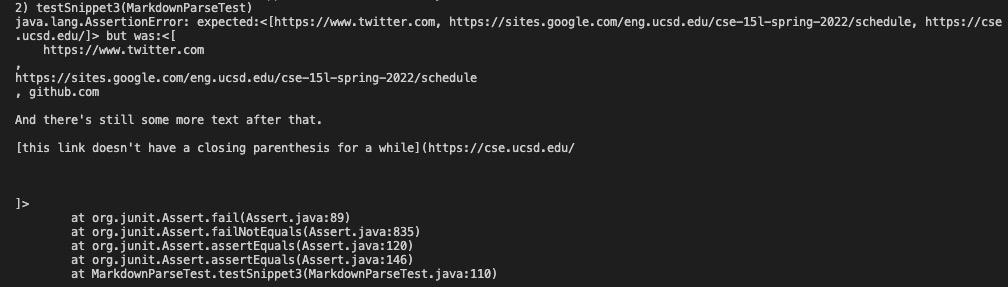 2) testSnippet3(MarkdownParseTest)
java.lang.AssertionError: expected:<[https://www.twitter.com, https://sites.google.com/eng.ucsd.edu/cse-15l-spring-2022/schedule, https://cse
.ucsd.edu/]> but was:<[
    https://www.twitter.com
,
https://sites.google.com/eng.ucsd.edu/cse-15l-spring-2022/schedule
, github.com

And there's still some more text after that.

[this link doesn't have a closing parenthesis for a while](https://cse.ucsd.edu/



]>
        at org.junit.Assert.fail(Assert.java:89)
        at org.junit.Assert.failNotEquals(Assert.java:835)
        at org.junit.Assert.assertEquals(Assert.java:120)
        at org.junit.Assert.assertEquals(Assert.java:146)
        at MarkdownParseTest.testSnippet3(MarkdownParseTest.java:110)